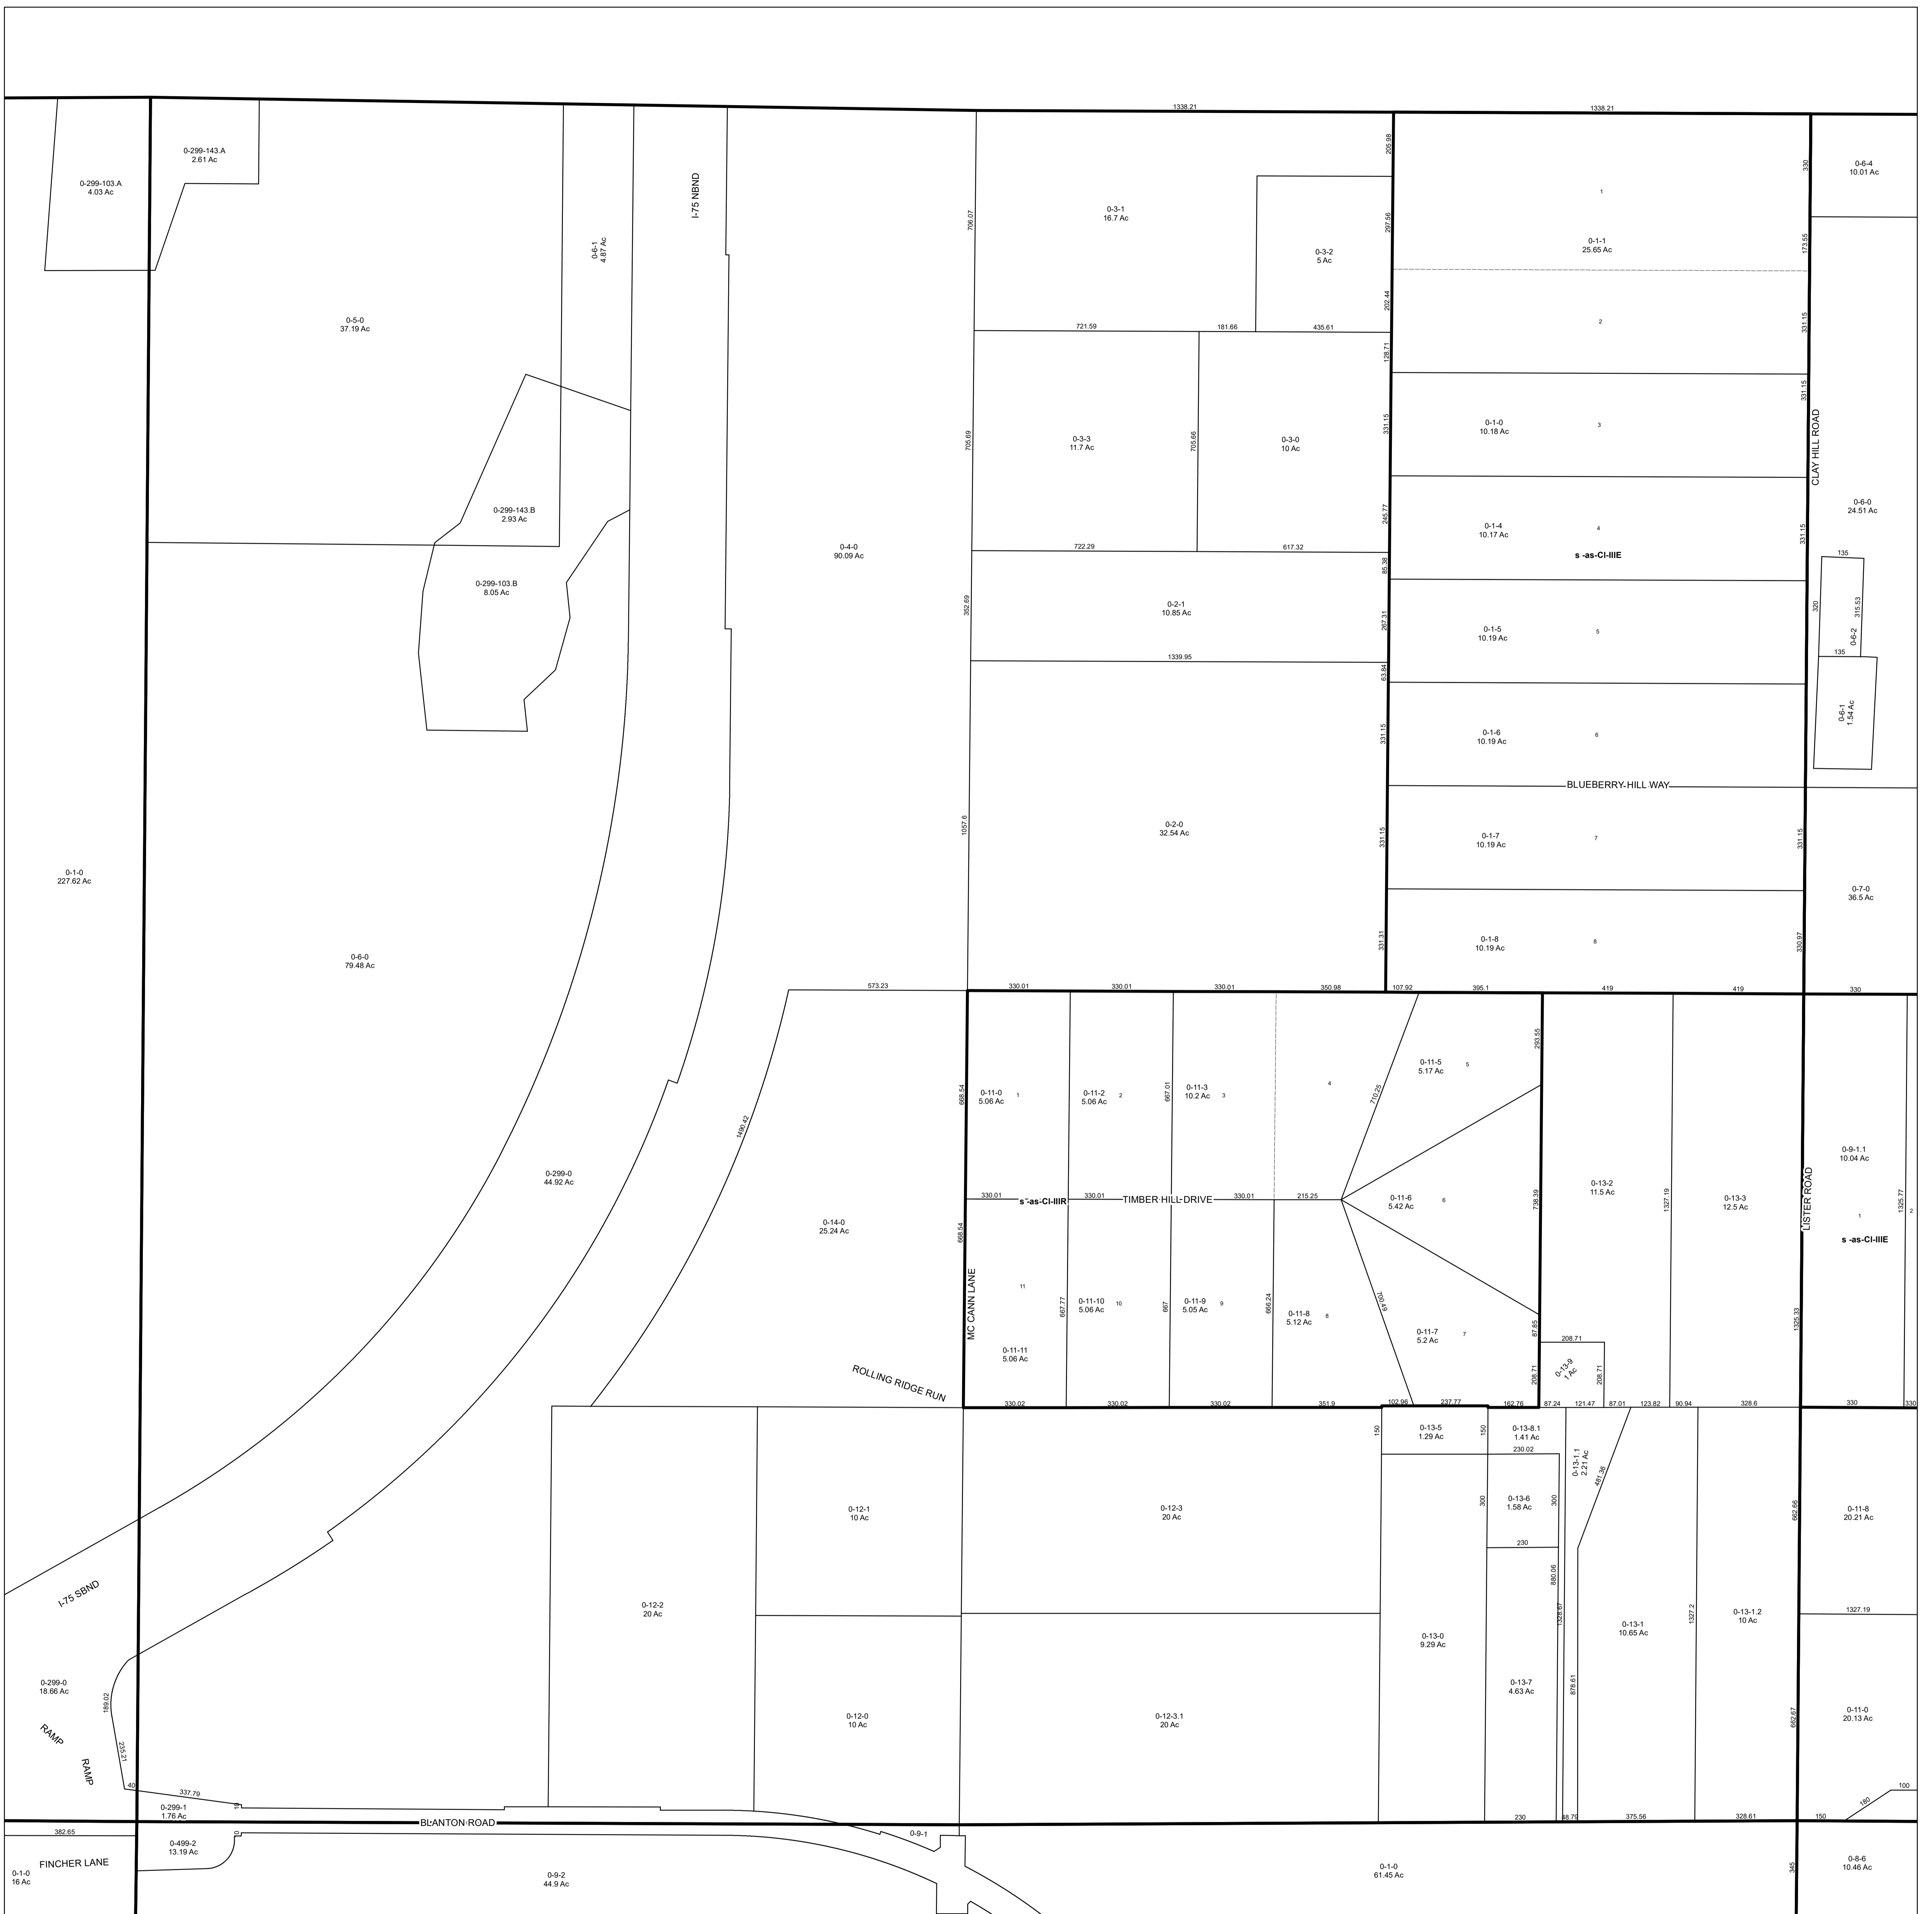 1338.21
1338.21
0-299-143.A
2.61 Ac
0-299-103.A
4.03 Ac
I-75 NBND
0-6-1
4.87 Ac
0-5-0
37.19 Ac
706.07
0-3-1
16.7 Ac
0-3-2
5 Ac
205.98
297.56
202.44
721.59
181.66
435.61
128.71
1
0-1-1
25.65 Ac
2
330
173.55
331.15
0-6-4
10.01 Ac
705.69
0-3-3
11.7 Ac
705.66
0-3-0
10 Ac
331.15
245.77
0-1-0
10.18 Ac
3
331.15
CLAY HILL ROAD
0-299-143.B
2.93 Ac
0-4-0
90.09 Ac
722.29
617.32
0-1-4
10.17 Ac
4
s -as-CI-IIIE
331.15
0-6-0
24.51 Ac
0-299-103.B
8.05 Ac
352.69
0-2-1
10.85 Ac
85.38
267.31
63.84
1339.95
0-1-5
10.19 Ac
5
135
320
315.53
0-6-2
135
0-6-1
1.54 Ac
331.15
0-1-6
10.19 Ac
6
BLUEBERRY HILL WAY
1057.6
0-2-0
32.54 Ac
331.15
0-1-7
10.19 Ac
7
331.15
0-1-0
227.62 Ac
0-7-0
36.5 Ac
0-6-0
79.48 Ac
331.31
0-1-8
10.19 Ac
8
330.97
573.23
330.01
330.01
330.01
350.98
107.92
395.1
419
419
330
1490.42
668.54
0-11-0
5.06 Ac
1
0-11-2
5.06 Ac
2
667.01
0-11-3
10.2 Ac
3
4
710.25
0-11-5
5.17 Ac
5
293.55
0-299-0
44.92 Ac
330.01
s -as-CI-IIIR
330.01
TIMBER HILL DRIVE
330.01
215.25
0-11-6
5.42 Ac
6
738.39
0-13-2
11.5 Ac
1327.19
0-13-3
12.5 Ac
LISTER ROAD
0-9-1.1
10.04 Ac
1
s -as-CI-IIIE
1325.77
2
0-14-0
25.24 Ac
668.54
MC CANN LANE
11
0-11-11
5.06 Ac
667.77
0-11-10
5.06 Ac
10
667
0-11-9
5.05 Ac
9
666.24
0-11-8
5.12 Ac
8
700.49
0-11-7
5.2 Ac
7
87.85
208.71
208.71
0-13-9
1 Ac
208.71
1325.33
ROLLING RIDGE RUN
330.02
330.02
330.02
351.9
102.96
237.77
162.76
87.24
121.47
87.01
123.82
90.94
328.6
330
330
150
0-13-5
1.29 Ac
150
0-13-8.1
1.41 Ac
230.02
0-13-1.1
2.21 Ac
481.36
0-12-1
10 Ac
0-12-3
20 Ac
300
0-13-6
1.58 Ac
300
230
662.66
0-11-8
20.21 Ac
I-75 SBND
0-12-2
20 Ac
0-13-0
9.29 Ac
880.06
1328.67
0-13-1
10.65 Ac
1327.2
0-13-1.2
10 Ac
1327.19
0-299-0
18.66 Ac
189.02
235.21
RAMP
RAMP
0-12-0
10 Ac
0-12-3.1
20 Ac
0-13-7
4.63 Ac
878.61
662.67
0-11-0
20.13 Ac
40
337.79
10
0-299-1
1.76 Ac
230
48.79
375.56
328.61
150
180
100
BLANTON ROAD
382.65
0-499-2
13.19 Ac
10
0-9-1
FINCHER LANE
0-1-0
16 Ac
0-9-2
44.9 Ac
0-1-0
61.45 Ac
345
0-8-6
10.46 Ac